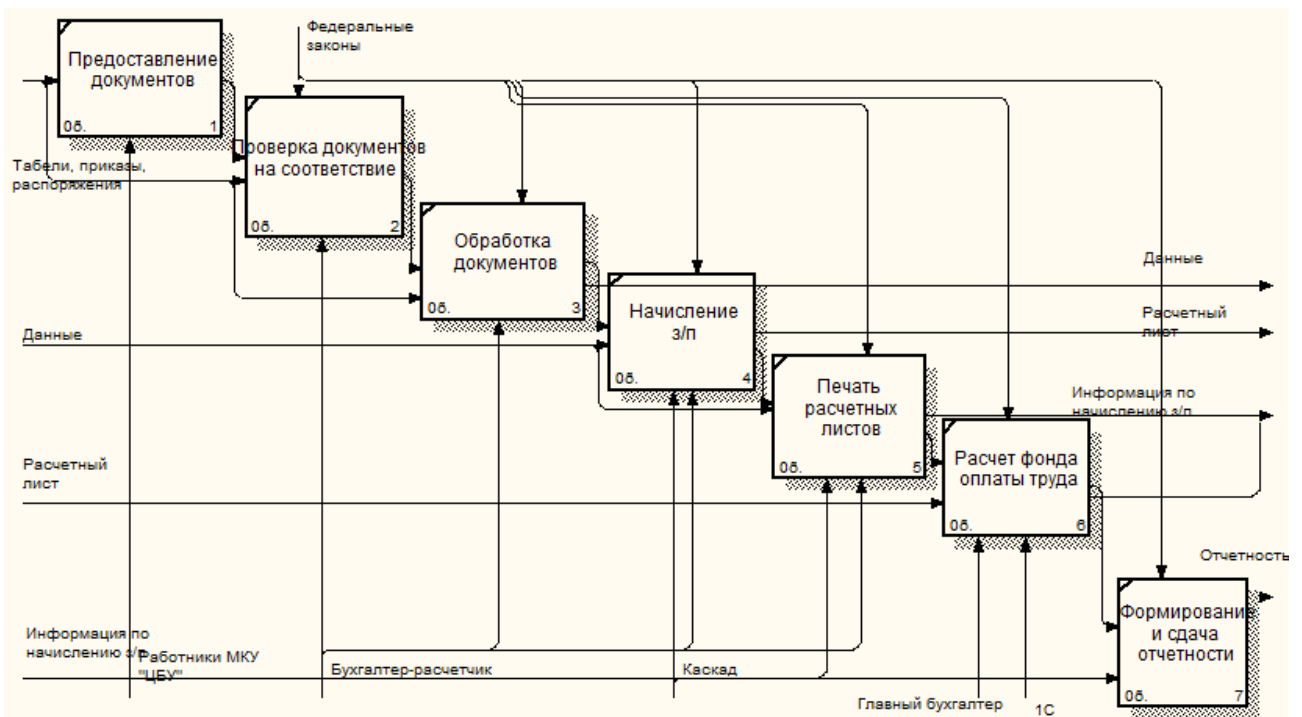 Федеральные
законы
Предоставление
документов
0б. 1
Проверка документов
на соответствие
0б. 2
Табели, приказы,
распоряжения
Обработка
документов
0б. 3
Данные
Начисление
з/п
0б. 4
Расчетный
лист
Данные
Печать
расчетных
листов
0б. 5
Информация по
начислению з/п
Расчет фонда
оплаты труда
0б. 6
Расчетный
лист
Отчетность
Формирование
и сдача
отчетности
0б. 7
Информация по
начислению з/п
Работники МКУ
"ЦБУ"
Бухгалтер-расчетчик
Каскад
Главный бухгалтер
1С